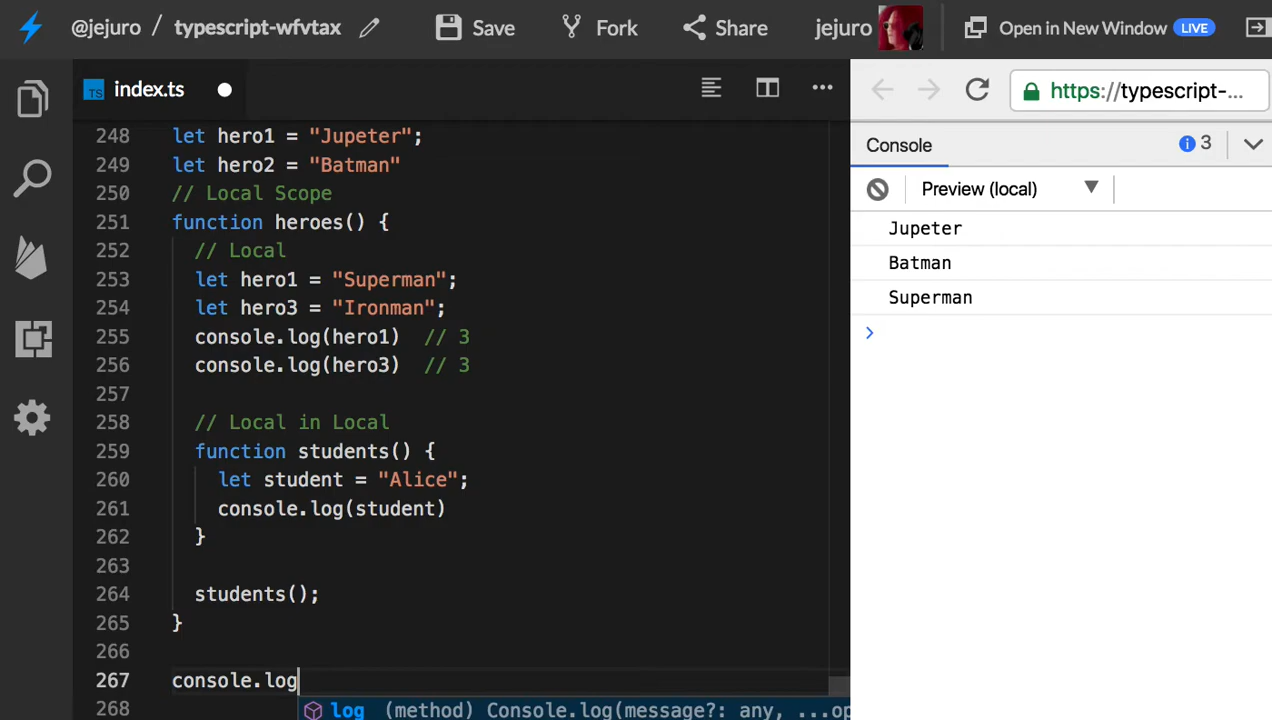 @jejuro / typescript-wfvtax Save Fork Share jejuro Open in New Window LIVE
TS index.ts
https://typescript-...
Console 3
Preview (local)
Jupeter
Batman
Superman
248 let hero1 = "Jupeter";
249 let hero2 = "Batman"
250 // Local Scope
251 function heroes() {
252 // Local
253 let hero1 = "Superman";
254 let hero3 = "Ironman";
255 console.log(hero1) // 3
256 console.log(hero3) // 3
257
258 // Local in Local
259 function students() {
260 let student = "Alice";
261 console.log(student)
262 }
263
264 students();
265 }
266
267 console.log
268 log (method) Console.log(message?: any, ...op